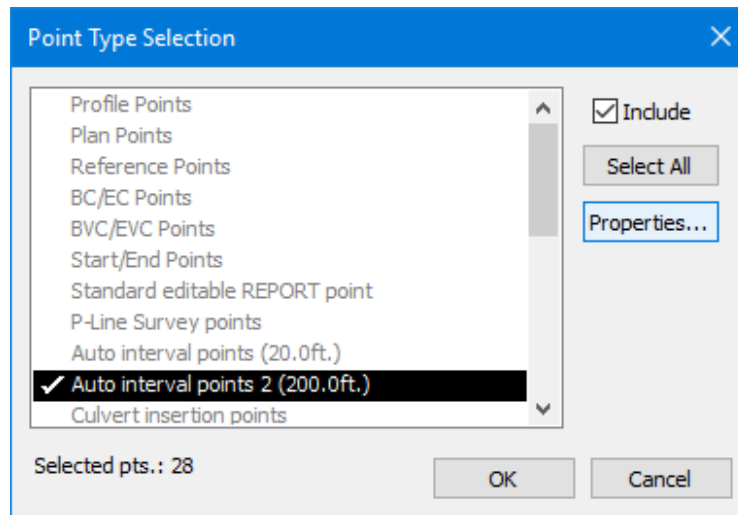 Point Type Selection
Profile Points
Plan Points
Reference Points
BC/EC Points
BVC/EVC Points
Start/End Points
Standard editable REPORT point
P-Line Survey points
Auto interval points (20.0ft.)
Auto interval points 2 (200.0ft.)
Culvert insertion points
Include
Select All
Properties...
Selected pts.: 28
OK
Cancel